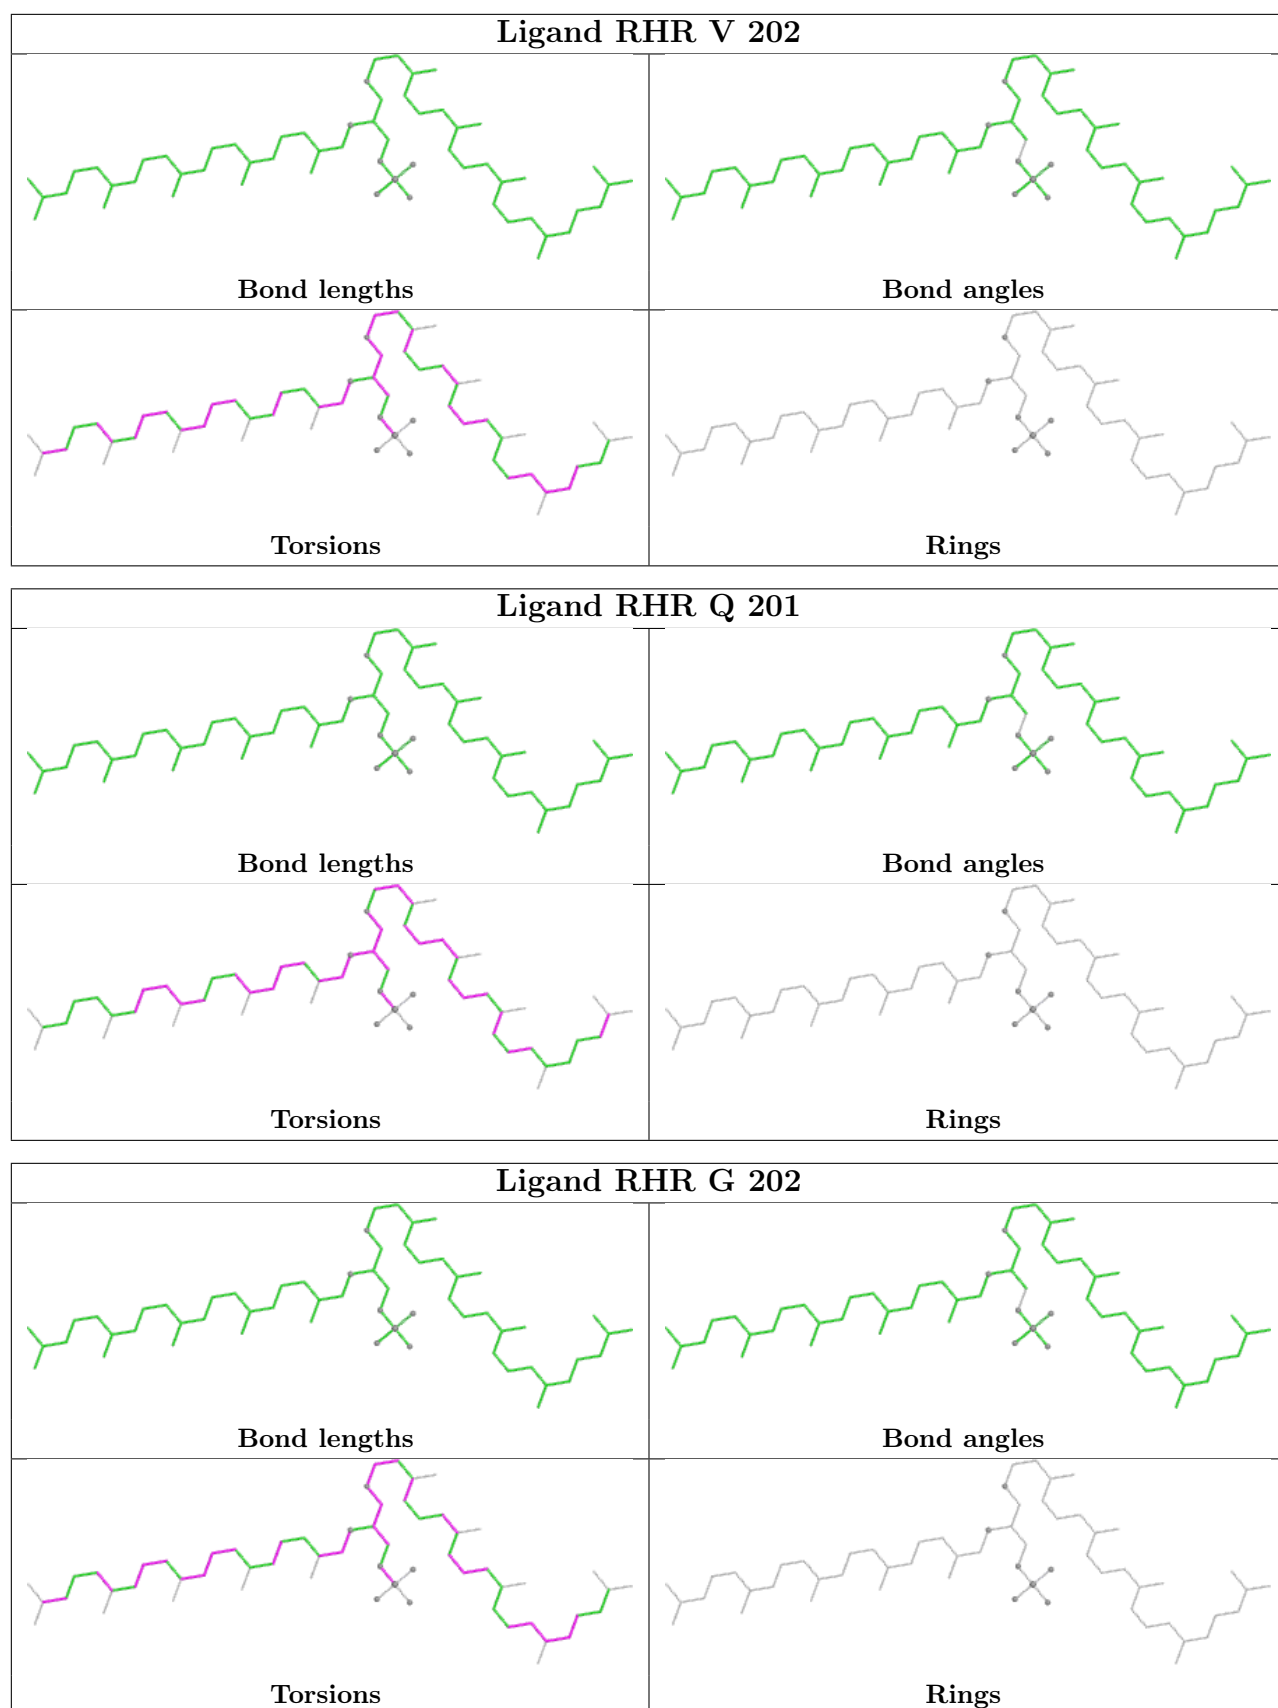 Ligand RHR V 202
Bond lengths
Bond angles
Torsions
Rings
Ligand RHR Q 201
Bond lengths
Bond angles
Torsions
Rings
Ligand RHR G 202
Bond lengths
Bond angles
Torsions
Rings